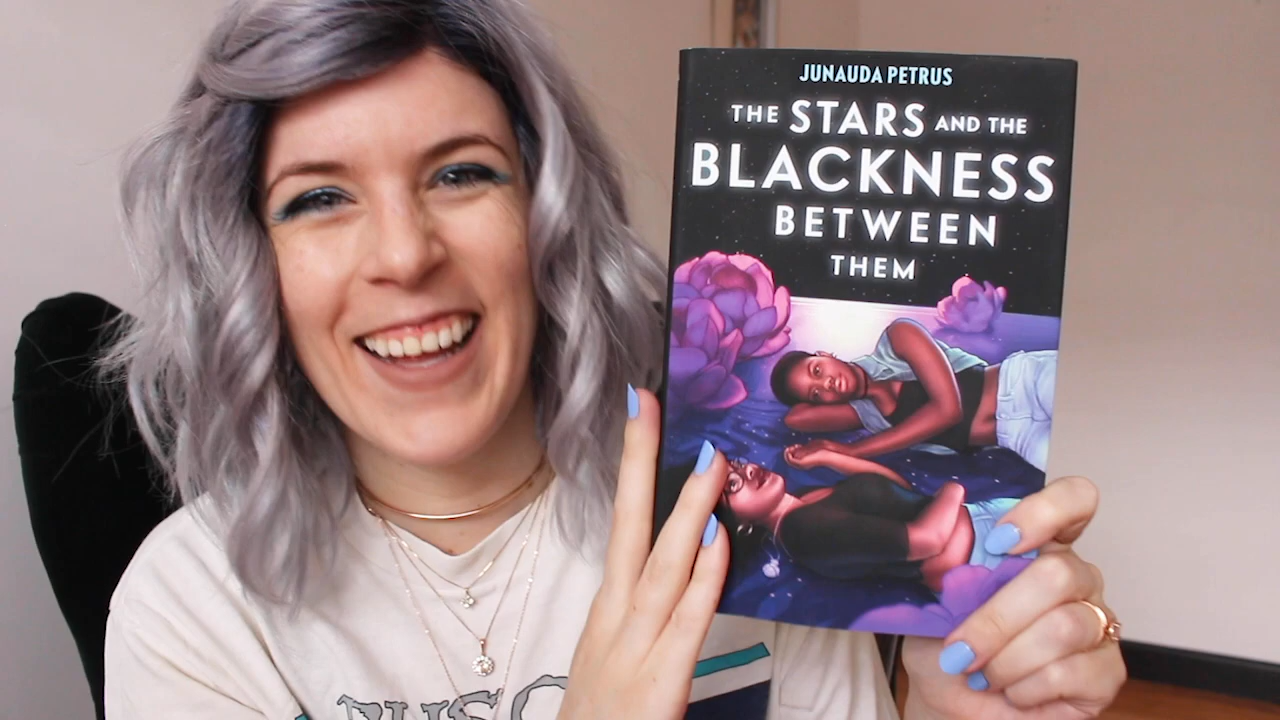 JUNAUDA PETRUS
THE STARS AND THE
BLACKNESS
BETWEEN
THEM